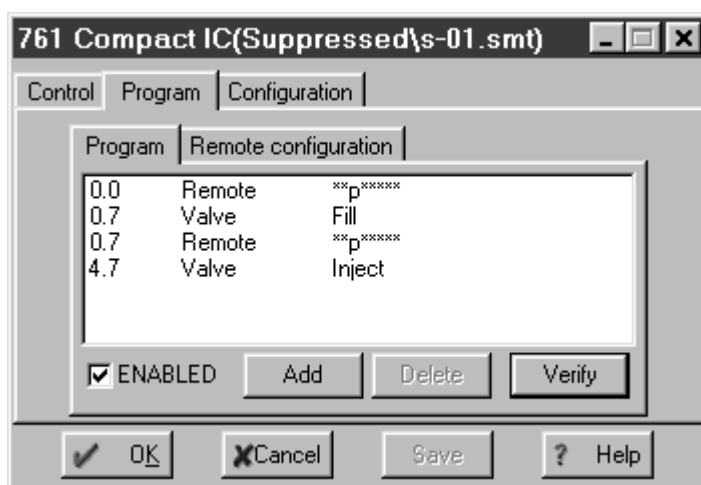 761 Compact IC(Suppressed\s-01.smt)
Control Program Configuration
Program Remote configuration
0.0 Remote **p*****
0.7 Valve Fill
0.7 Remote **p*****
4.7 Valve Inject
ENABLED Add Delete Verify
OK Cancel Save ? Help